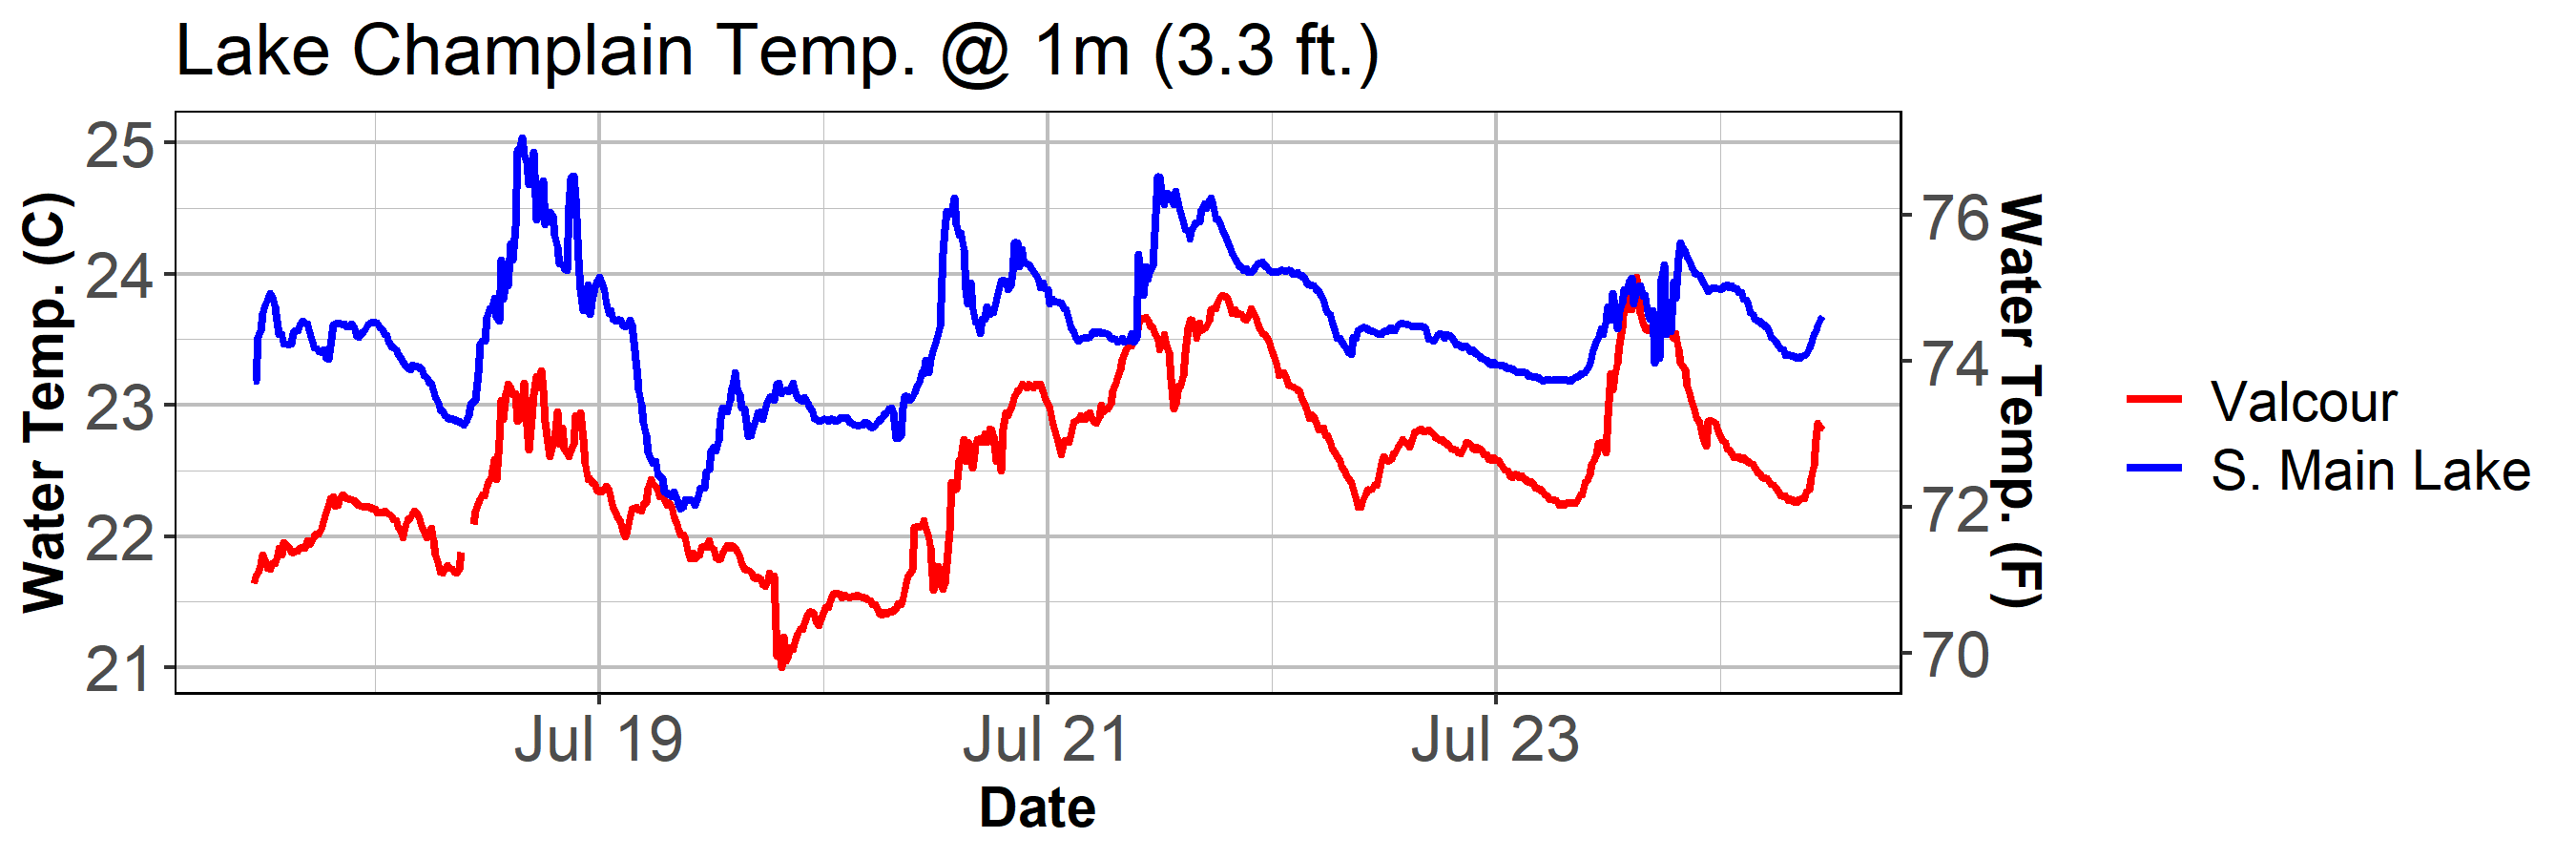 Lake Champlain Temp. @ 1m (3.3 ft.)
Water Temp. (C)
25
24
23
22
21
76
74
72
70
Water Temp. (F)
Jul 19
Jul 21
Jul 23
Date
Valcour
S. Main Lake